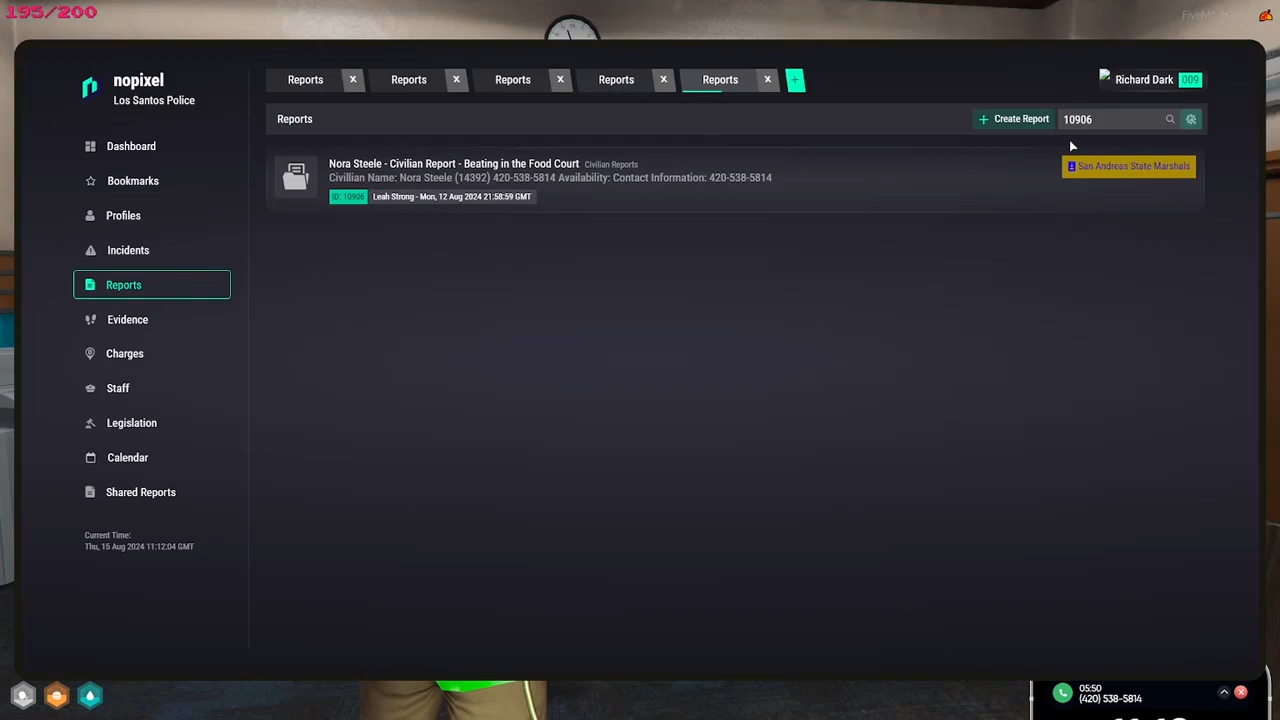 195/200
nopixel
Los Santos Police
Reports x Reports x Reports x Reports x Reports x +
Richard Dark 009
Reports
+ Create Report
10906
Dashboard
Bookmarks
Profiles
Incidents
Reports
Evidence
Charges
Staff
Legislation
Calendar
Shared Reports
Current Time:
Thu, 15 Aug 2024 11:12:04 GMT
Nora Steele - Civilian Report - Beating in the Food Court Civilian Reports
Civillian Name: Nora Steele (14392) 420-538-5814 Availability: Contact Information: 420-538-5814
ID: 10906 Leah Strong - Mon, 12 Aug 2024 21:58:59 GMT
San Andreas State Marshals
05:50
(420) 538-5814